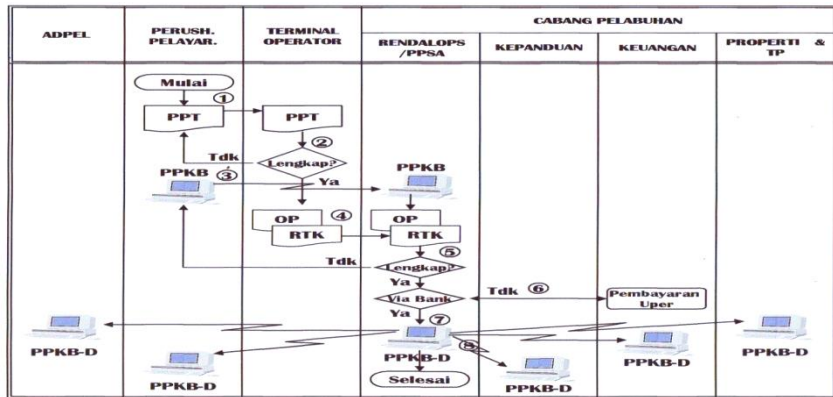 CABANG PELABUHAN
ADPEL
PERUSH.
PELAYAR.
TERMINAL
OPERATOR
RENDALOPS
/PPSA
KEPANDUAN
KEUANGAN
PROPERTI &
TP
Mulai
①
PPT
PPT
②
Tdk
Lengkap?
PPKB
③
Ya
PPKB
OP
④
OP
RTK
RTK
⑤
Tdk
Lengkap?
Ya
Tdk ⑥
Via Bank
Pembayaran
Uper
Ya
⑦
PPKB-D
PPKB-D
PPKB-D
PPKB-D
PPKB-D
PPKB-D
Selesai